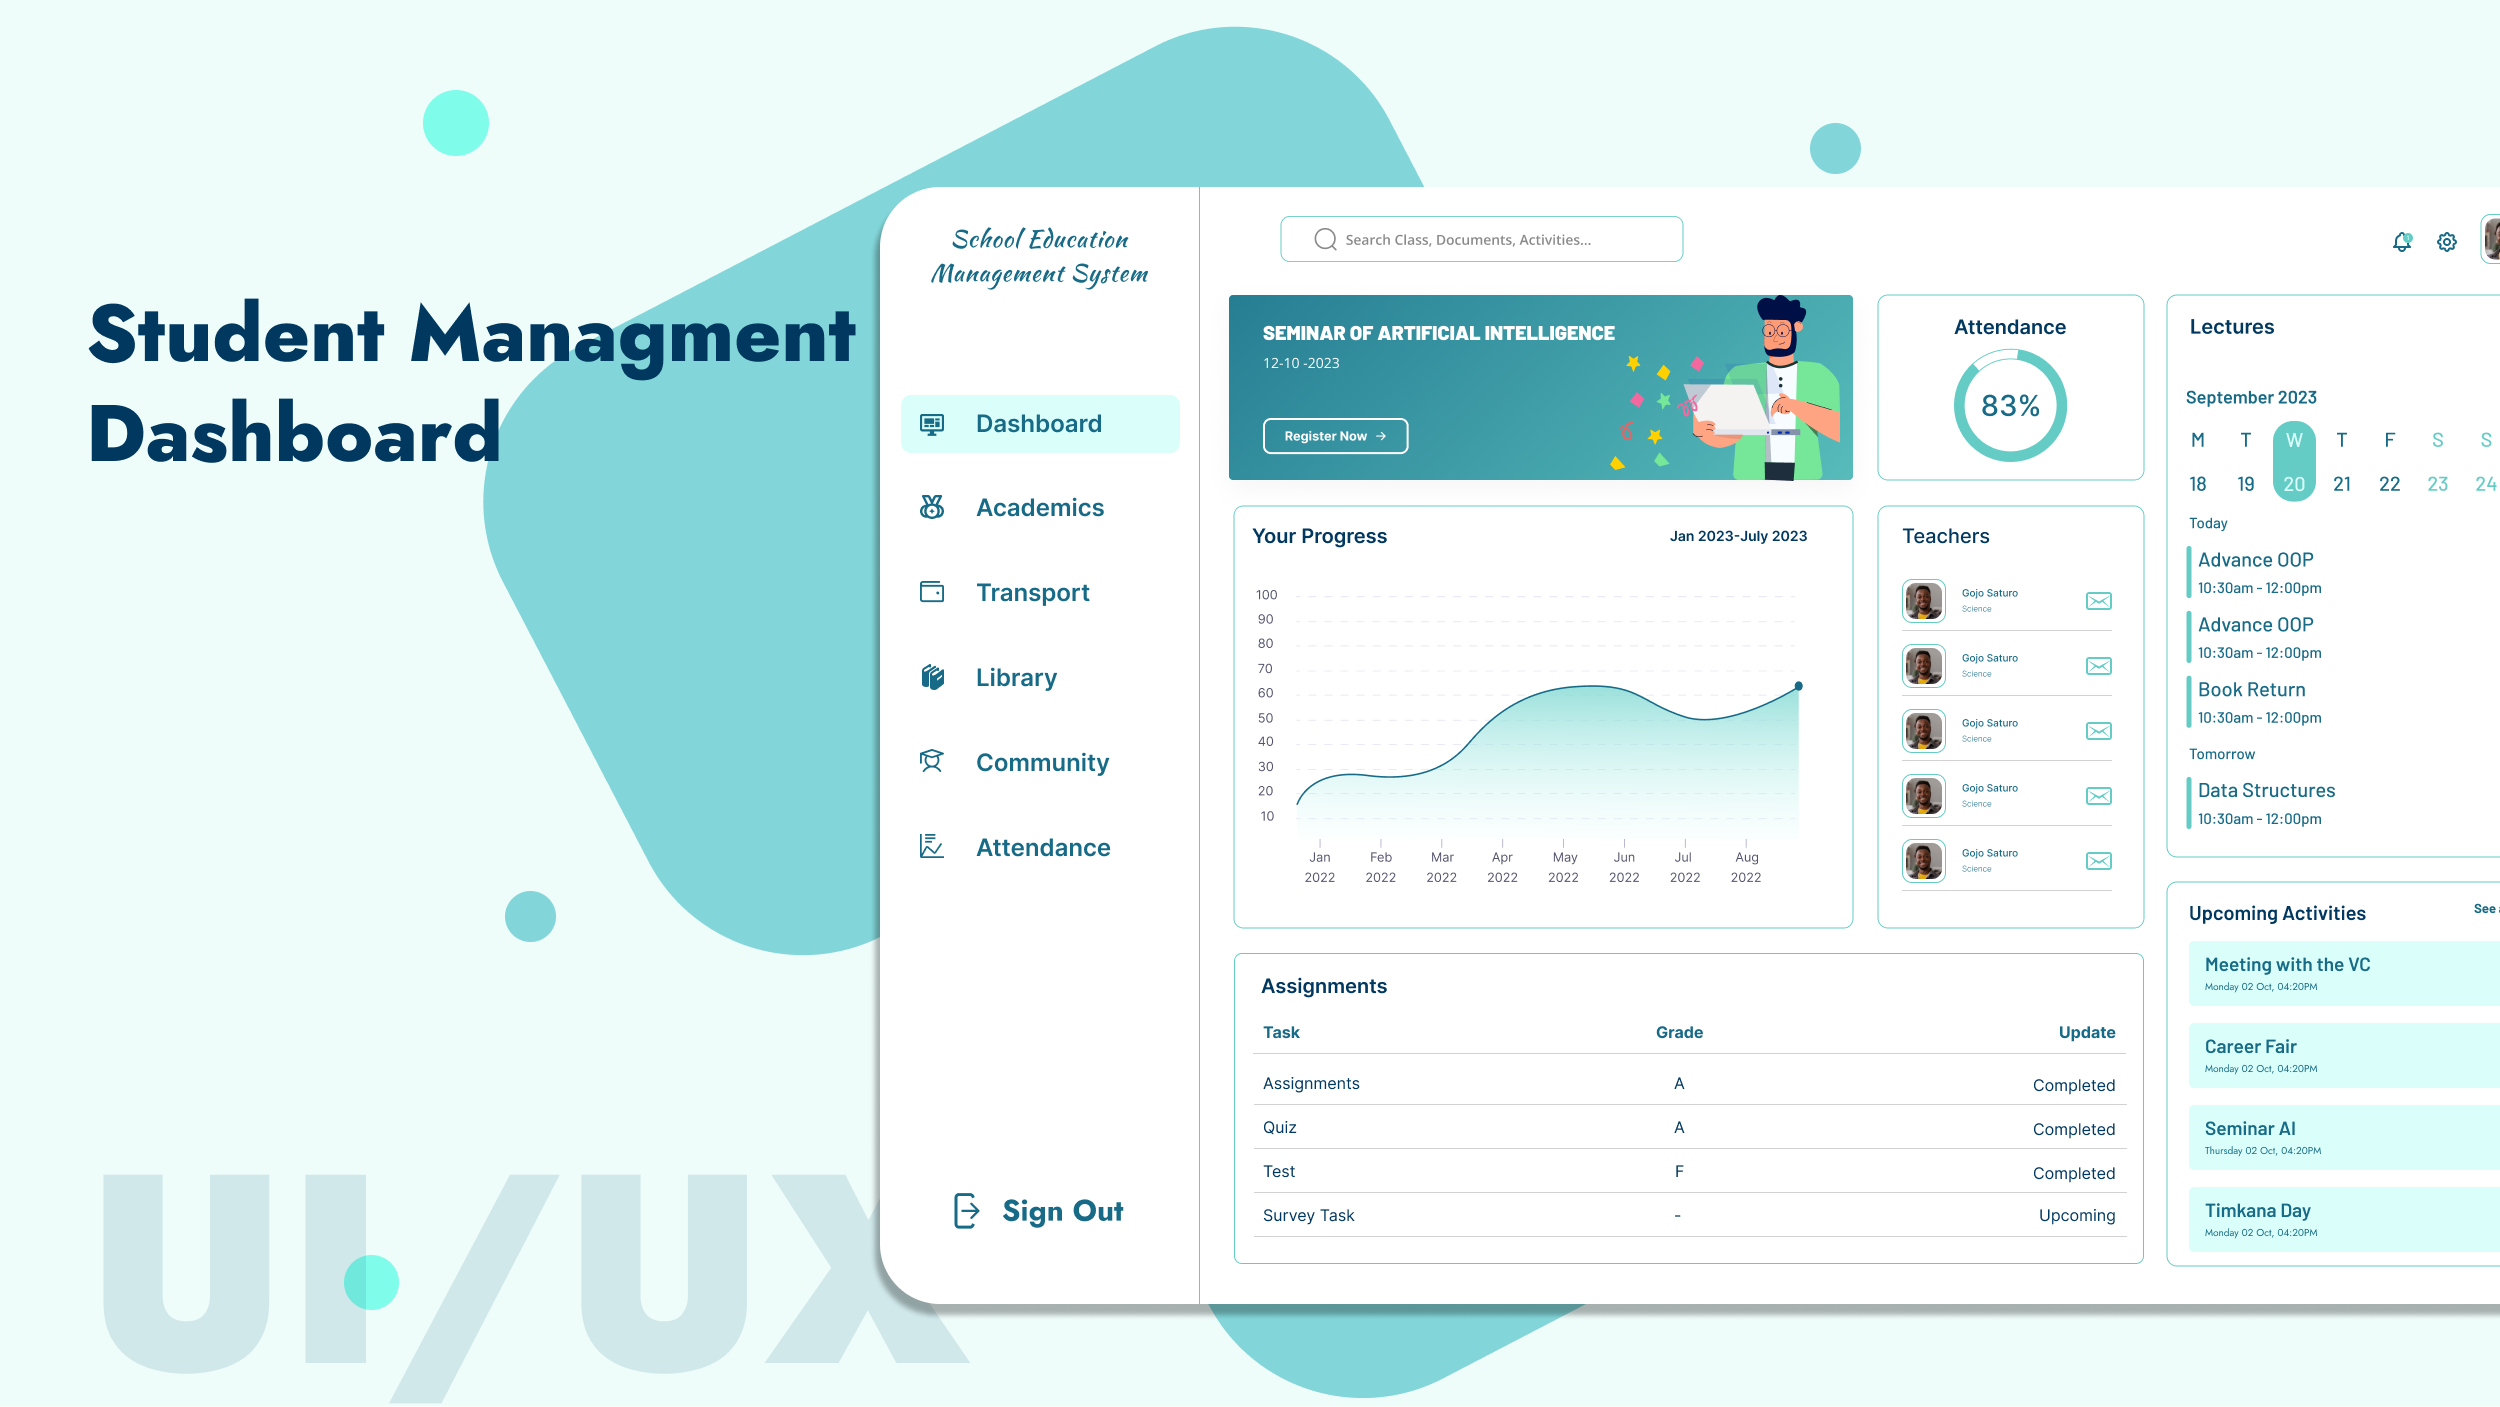 Student Managment
Dashboard
UI/UX
School Education
Management System
Dashboard
Academics
Transport
Library
Community
Attendance
Sign Out
Search Class, Documents, Activities...
SEMINAR OF ARTIFICIAL INTELLIGENCE
12-10 -2023
Register Now
Attendance
83%
Your Progress
Jan 2023-July 2023
100
90
80
70
60
50
40
30
20
10
Jan Feb Mar Apr May Jun Jul Aug
2022 2022 2022 2022 2022 2022 2022 2022
Teachers
Gojo Saturo
Science
Gojo Saturo
Science
Gojo Saturo
Science
Gojo Saturo
Science
Gojo Saturo
Science
Assignments
Task Grade Update
Assignments A Completed
Quiz A Completed
Test F Completed
Survey Task - Upcoming
Lectures
September 2023
M T W T F S S
18 19 20 21 22 23 24
Today
Advance OOP
10:30am - 12:00pm
Advance OOP
10:30am - 12:00pm
Book Return
10:30am - 12:00pm
Tomorrow
Data Structures
10:30am - 12:00pm
Upcoming Activities
See
Meeting with the VC
Monday 02 Oct, 04:20PM
Career Fair
Monday 02 Oct, 04:20PM
Seminar AI
Thursday 02 Oct, 04:20PM
Timkana Day
Monday 02 Oct, 04:20PM